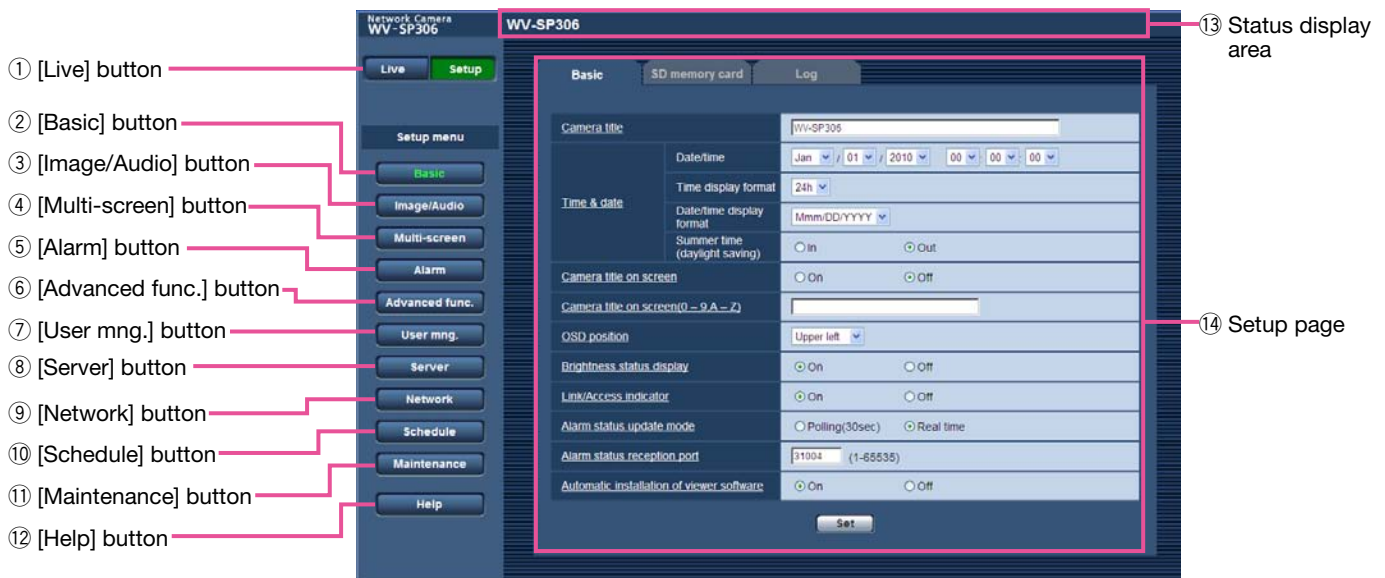 Network Camera
WV-SP306
WV-SP306
⑬ Status display
area
① [Live] button
Live
Setup
Basic
SD memory card
Log
② [Basic] button
③ [Image/Audio] button
④ [Multi-screen] button
⑤ [Alarm] button
⑥ [Advanced func.] button
⑦ [User mng.] button
⑧ [Server] button
⑨ [Network] button
⑩ [Schedule] button
⑪ [Maintenance] button
⑫ [Help] button
Setup menu
Basic
Image/Audio
Multi-screen
Alarm
Advanced func.
User mng.
Server
Network
Schedule
Maintenance
Help
Camera title
WV-SP306
Time & date
Date/time
Jan / 01 / 2010 00 : 00 : 00
Time display format
24h
Date/time display
format
Mmm/DD/YYYY
Summer time
(daylight saving)
In Out
Camera title on screen
On Off
Camera title on screen(0 – 9,A – Z)
OSD position
Upper left
Brightness status display
On Off
Link/Access indicator
On Off
Alarm status update mode
Polling(30sec) Real time
Alarm status reception port
31004 (1-65535)
Automatic installation of viewer software
On Off
Set
⑭ Setup page